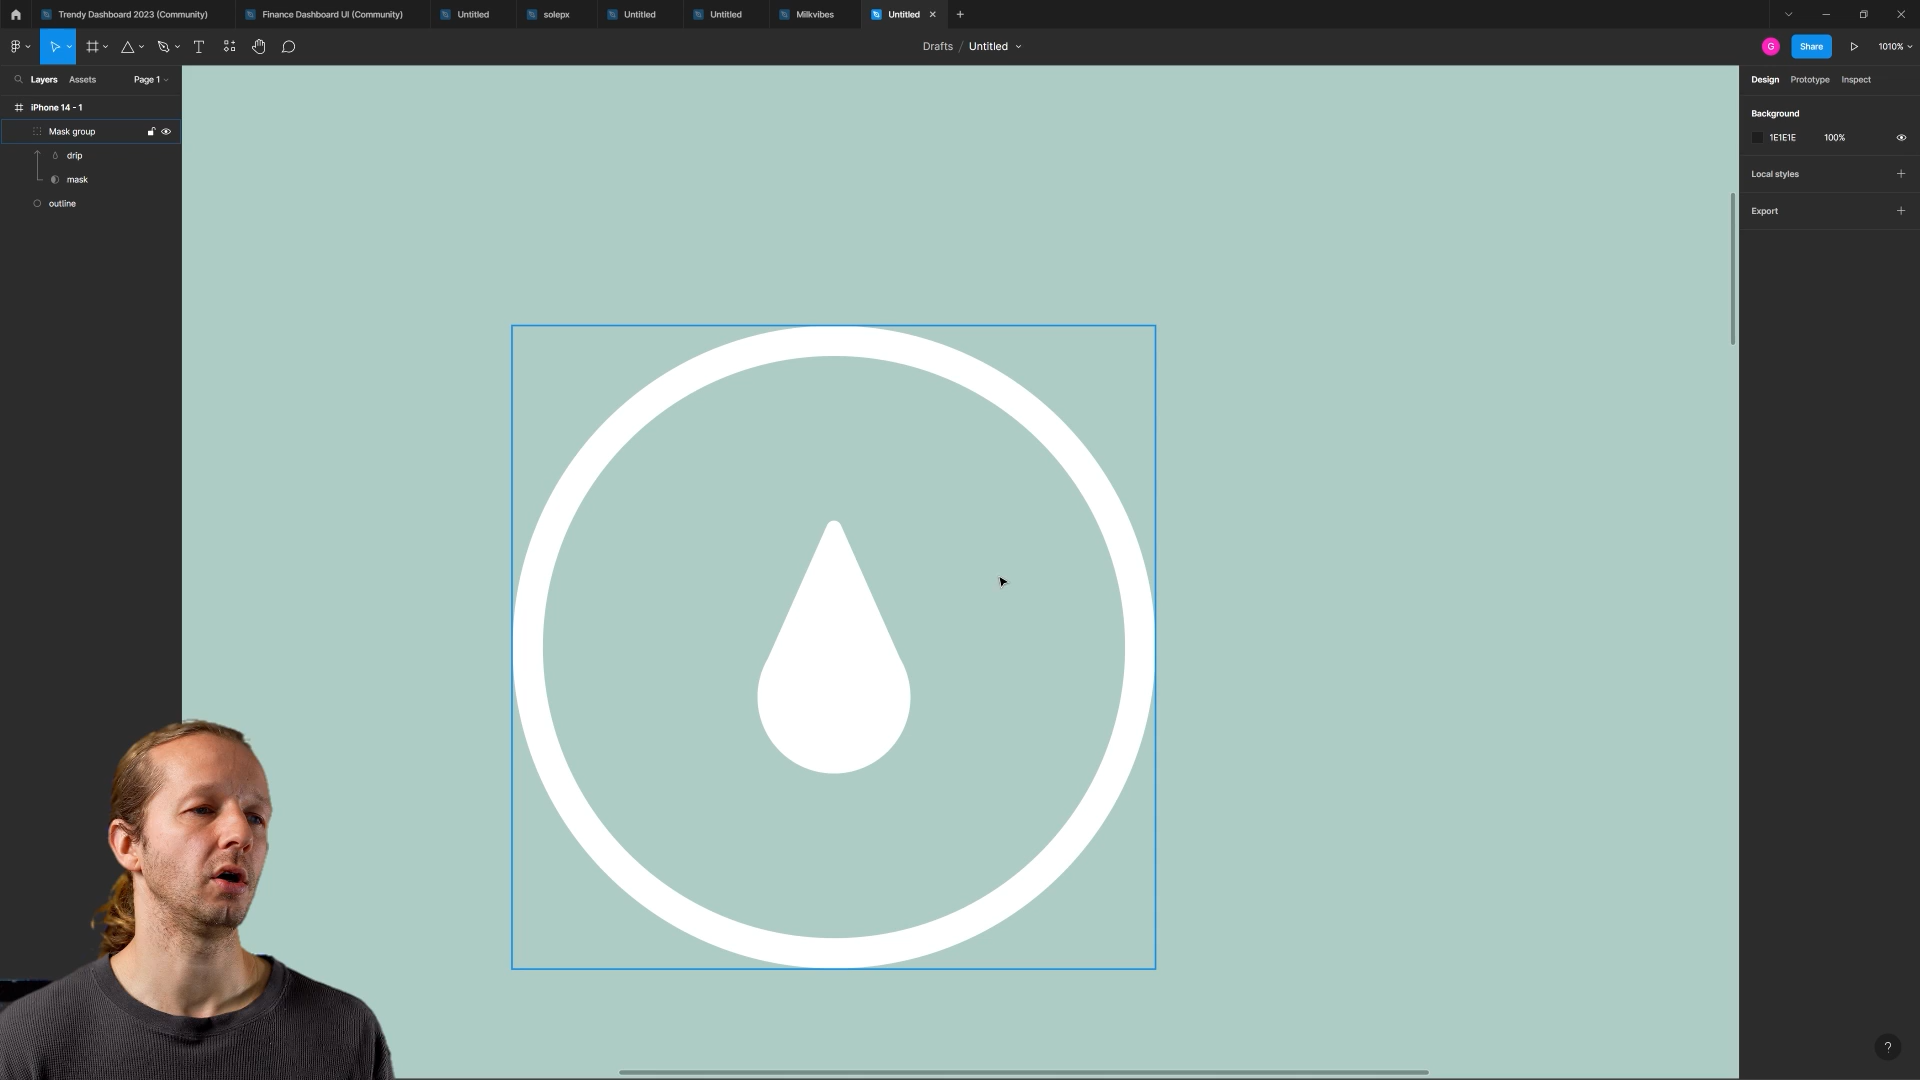 Trendy Dashboard 2023 (Community) Finance Dashboard UI (Community) Untitled solepx Untitled Untitled Milkvibes Untitled
Drafts / Untitled G Share 1010%
Layers Assets Page 1 Design Prototype Inspect
iPhone 14 - 1
Background
Mask group
1E1E1E 100%
drip
Local styles
mask
outline
Export
?